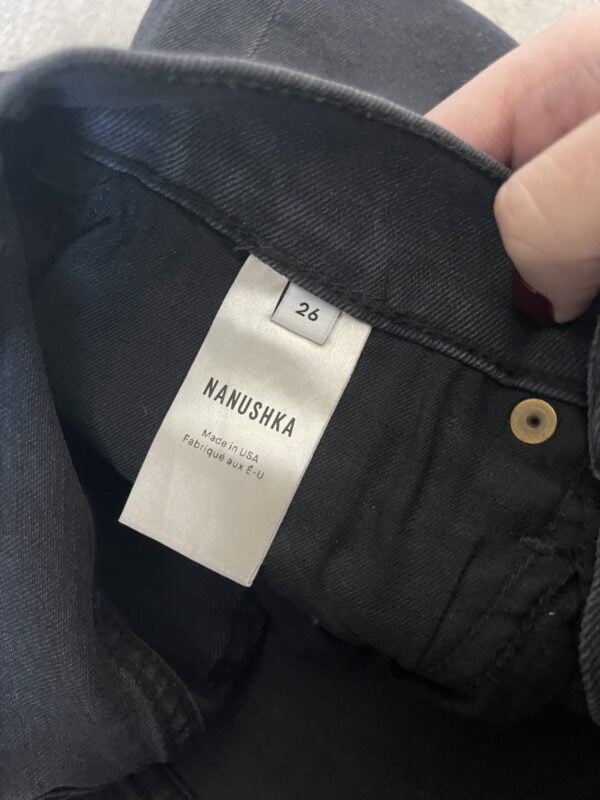 26
NANUSHKA
Made in USA
Fabriqué aux É-U.